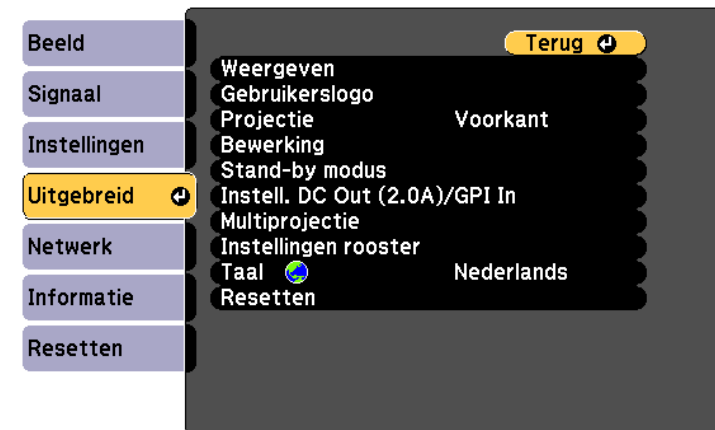 Beeld
Signaal
Instellingen
Uitgebreid
Netwerk
Informatie
Resetten
Terug
Weergeven
Gebruikerslogo
Projectie Voorkant
Bewerking
Stand-by modus
Instell. DC Out (2.0A)/GPI In
Multiprojectie
Instellingen rooster
Taal Nederlands
Resetten